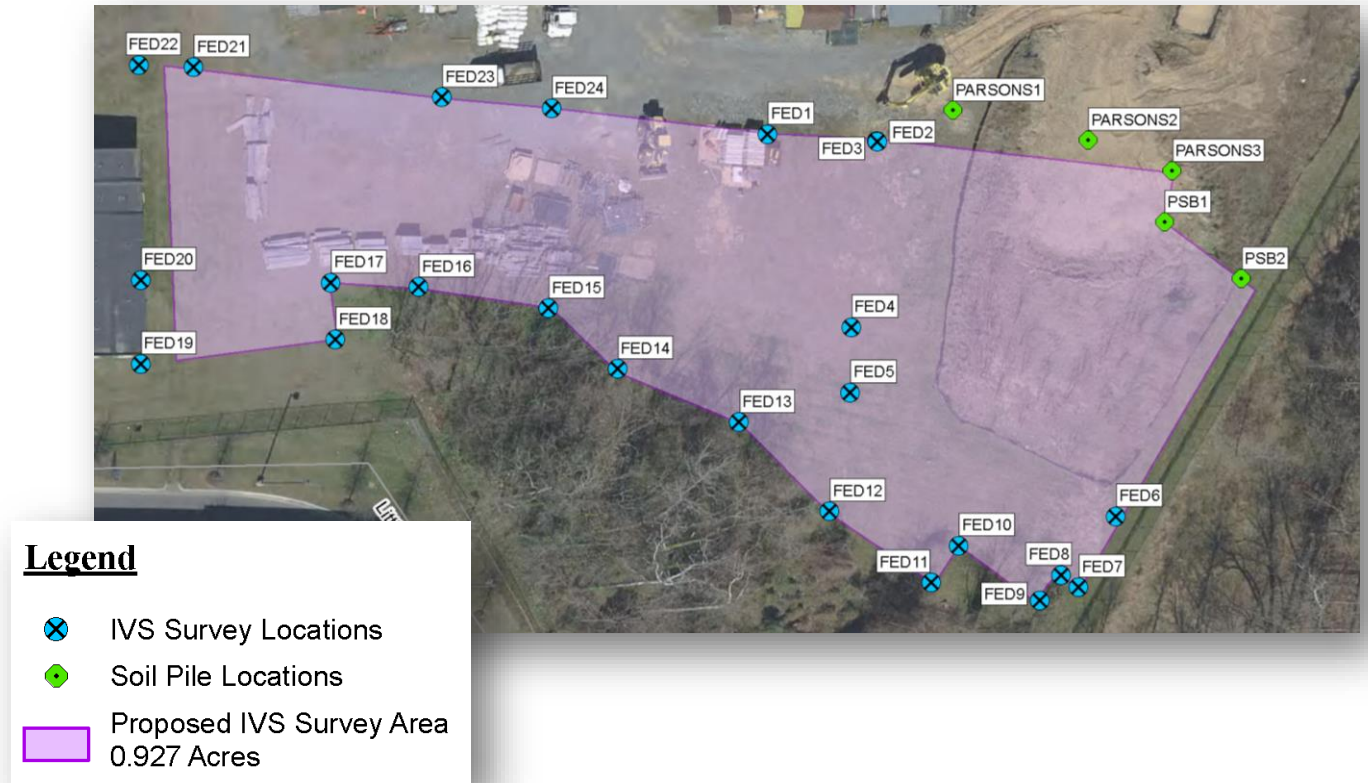 FED22
FED21
FED23
FED24
FED1
FED3
FED2
PARSONS1
PARSONS2
PARSONS3
PSB1
PSB2
FED20
FED17
FED16
FED15
FED4
FED18
FED19
FED14
FED5
FED13
FED12
FED6
FED10
FED11
FED8
FED7
FED9
Legend
IVS Survey Locations
Soil Pile Locations
Proposed IVS Survey Area
0.927 Acres